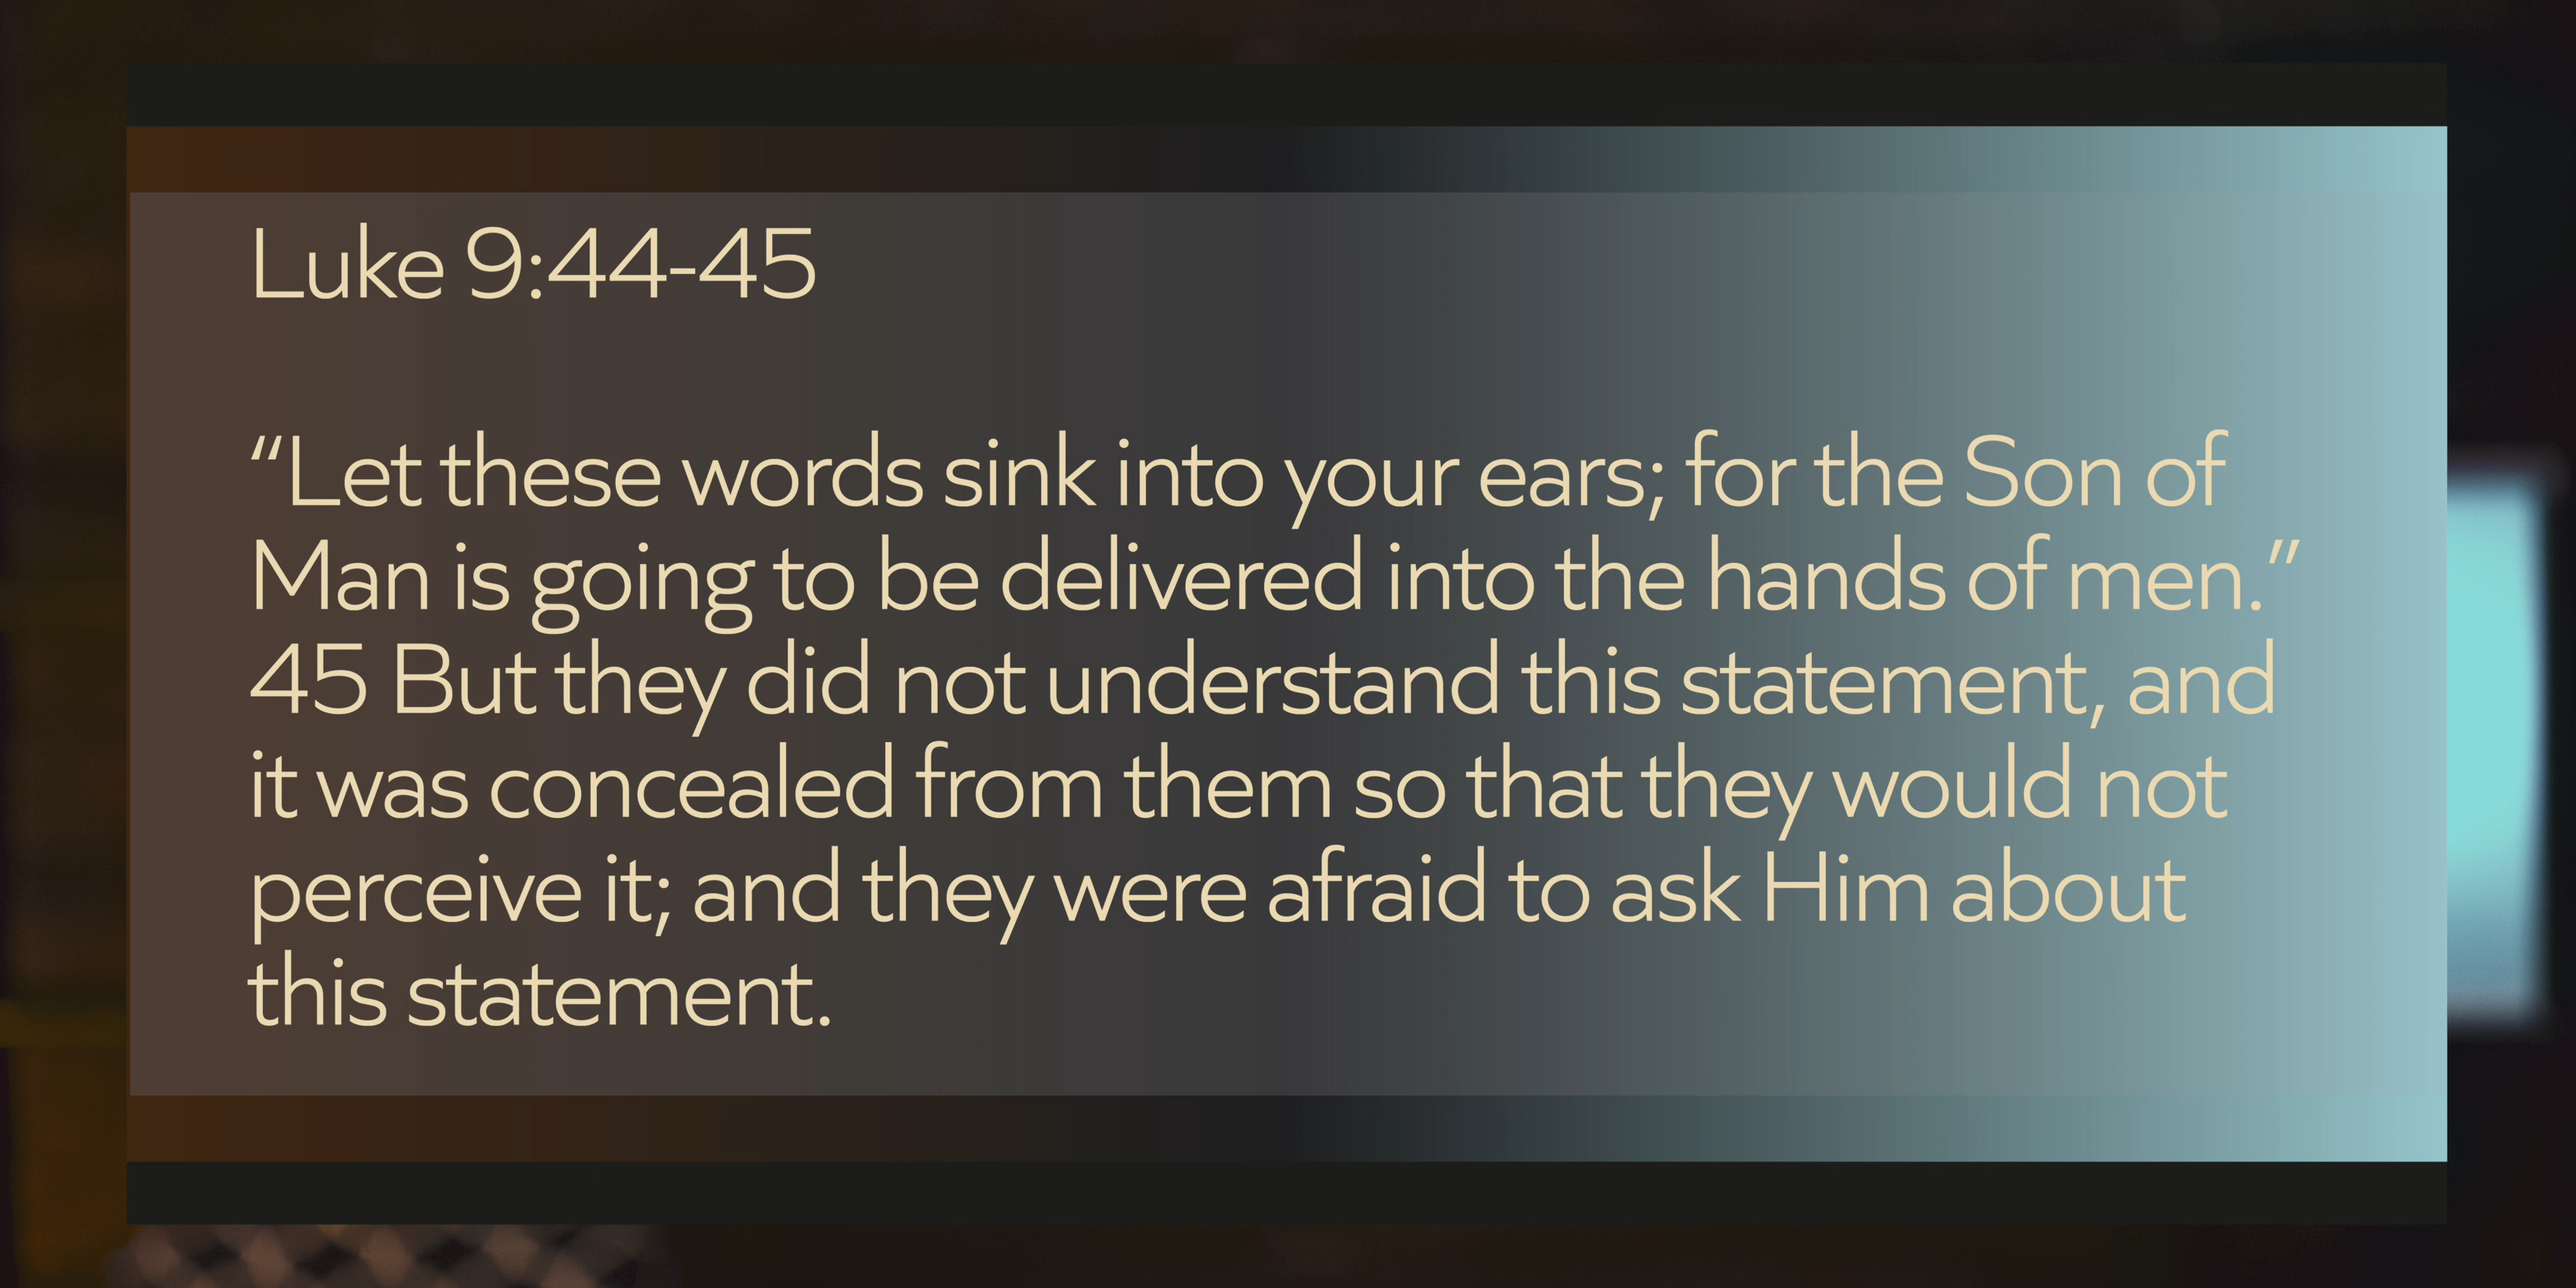 Luke 9:44-45
“Let these words sink into your ears; for the Son of
Man is going to be delivered into the hands of men.”
45 But they did not understand this statement, and
it was concealed from them so that they would not
perceive it; and they were afraid to ask Him about
this statement.